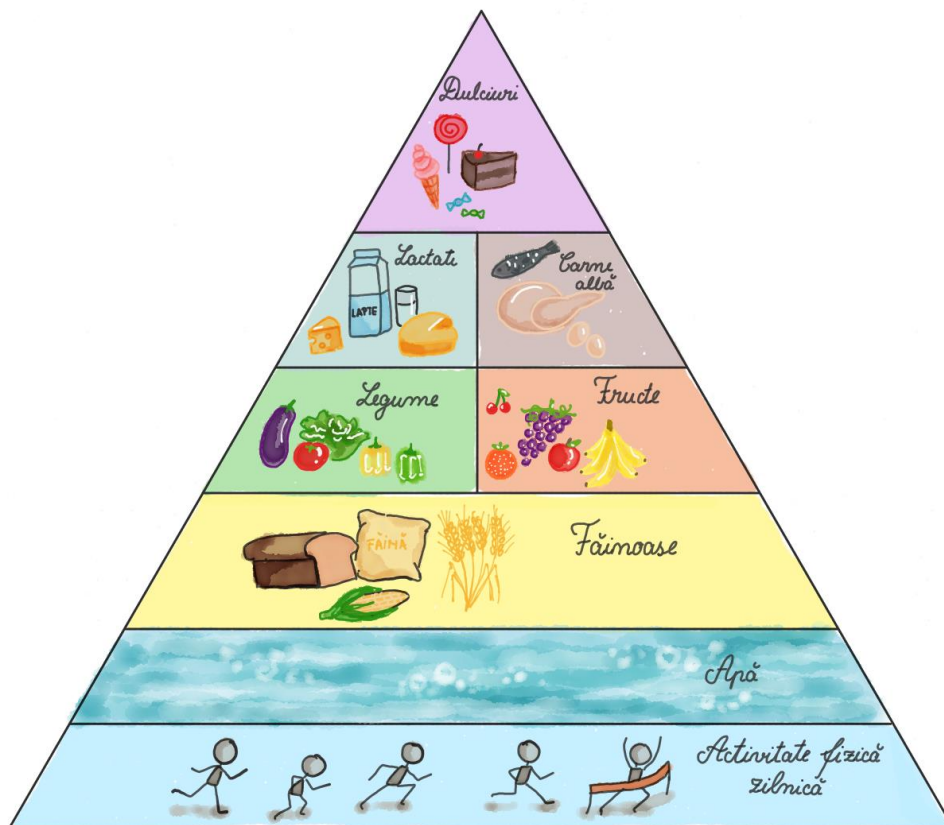 Dulciuri
Lactate
LAPTE
Carne
albă
Legume
Fructe
Făinoase
FĂINĂ
Apă
Activitate fizică
zilnică